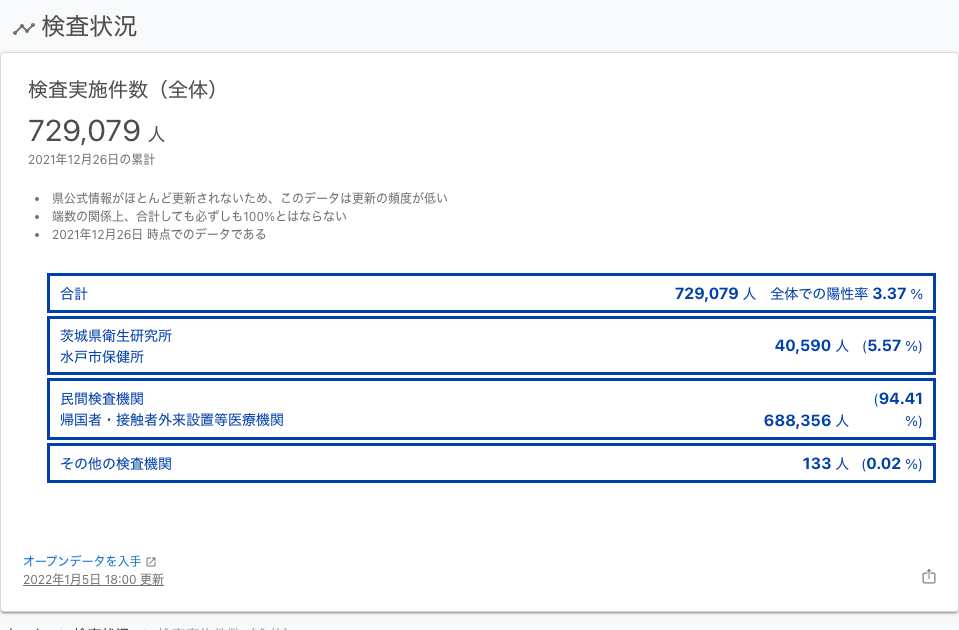 検査状況
検査実施件数（全体）
729,079 人
2021年12月26日の累計
県公式情報がほとんど更新されないため、このデータは更新の頻度が低い
端数の関係上、合計しても必ずしも100%とはならない
2021年12月26日 時点でのデータである
合計 729,079 人 全体での陽性率 3.37 %
茨城県衛生研究所
水戸市保健所
40,590 人 (5.57 %)
民間検査機関
帰国者・接触者外来設置等医療機関
688,356 人 (94.41 %)
その他の検査機関 133 人 (0.02 %)
オープンデータを入手
2022年1月5日 18:00 更新